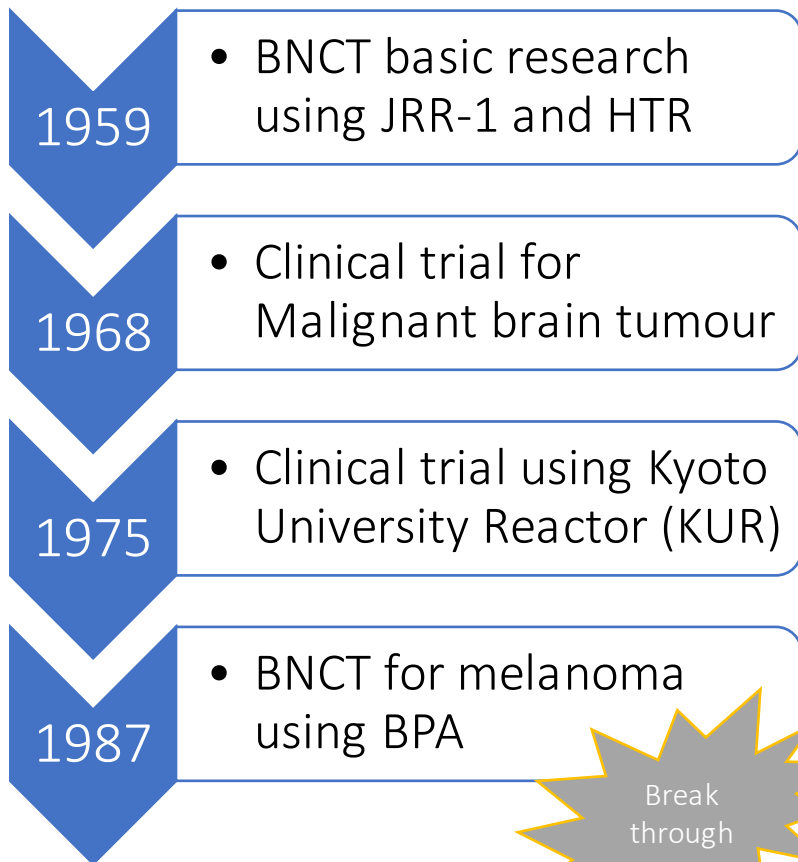 1959
• BNCT basic research
using JRR-1 and HTR
1968
• Clinical trial for
Malignant brain tumour
1975
• Clinical trial using Kyoto
University Reactor (KUR)
1987
• BNCT for melanoma
using BPA
Break
through